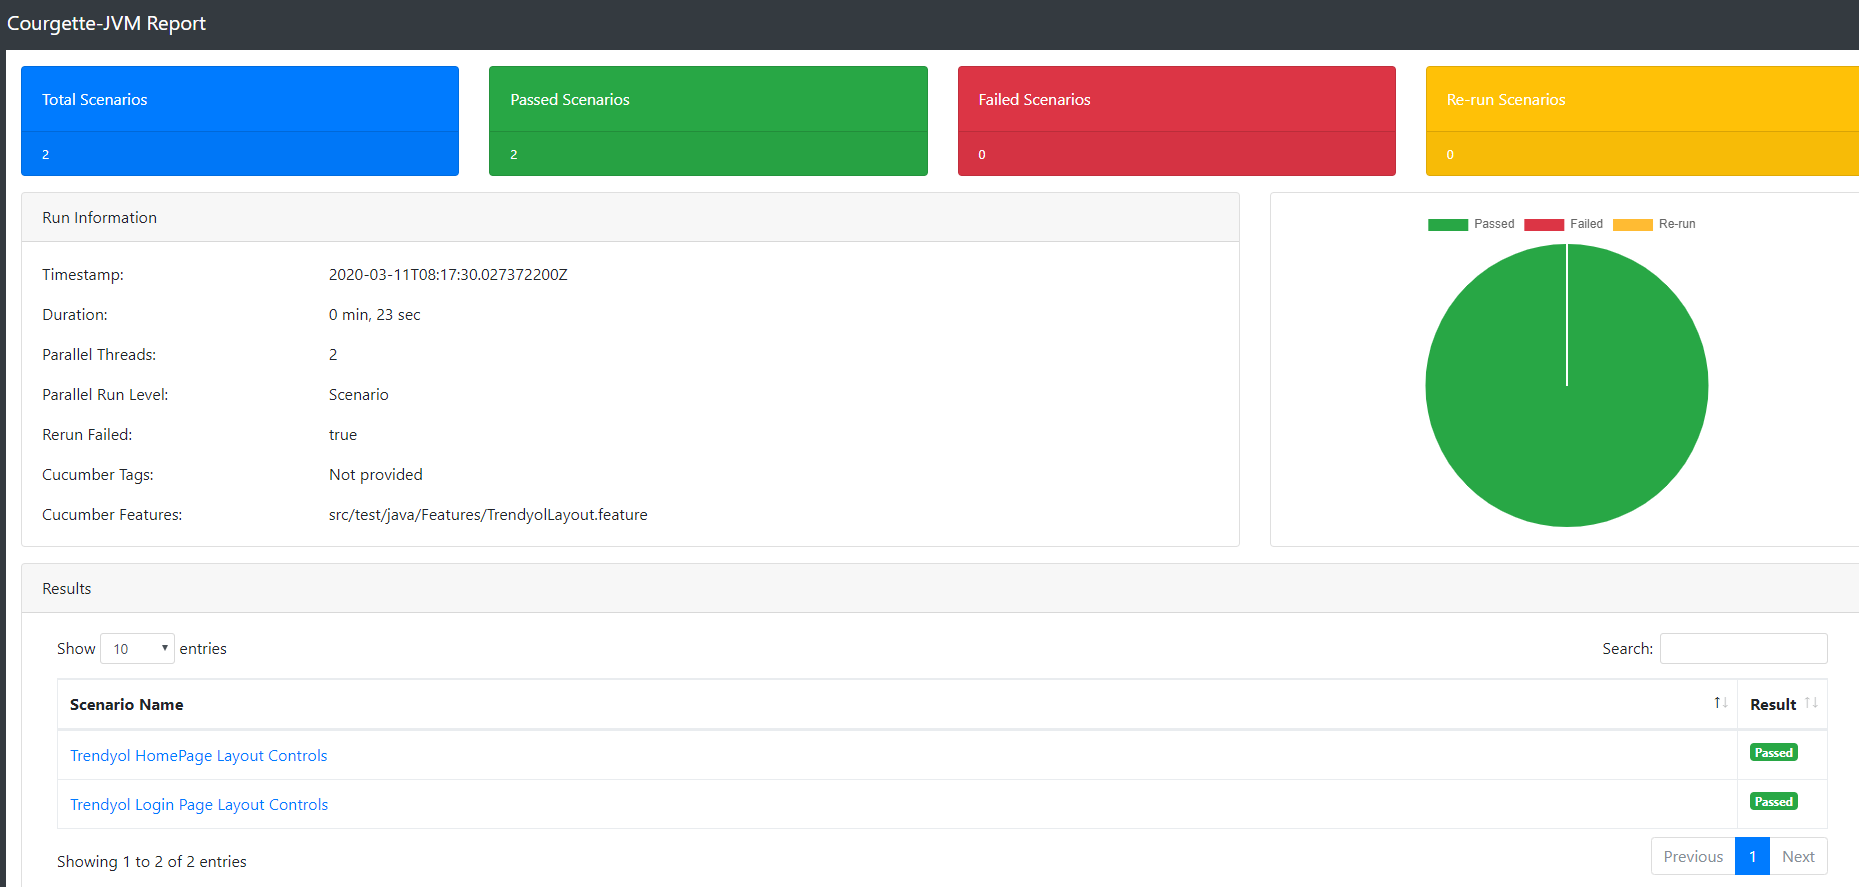 Courgette-JVM Report
Total Scenarios
2
Passed Scenarios
2
Failed Scenarios
0
Re-run Scenarios
0
Run Information
Timestamp: 2020-03-11T08:17:30.027372200Z
Duration: 0 min, 23 sec
Parallel Threads: 2
Parallel Run Level: Scenario
Rerun Failed: true
Cucumber Tags: Not provided
Cucumber Features: src/test/java/Features/TrendyolLayout.feature
Passed Failed Re-run
Results
Show 10 entries Search:
Scenario Name Result
Trendyol HomePage Layout Controls Passed
Trendyol Login Page Layout Controls Passed
Showing 1 to 2 of 2 entries Previous 1 Next